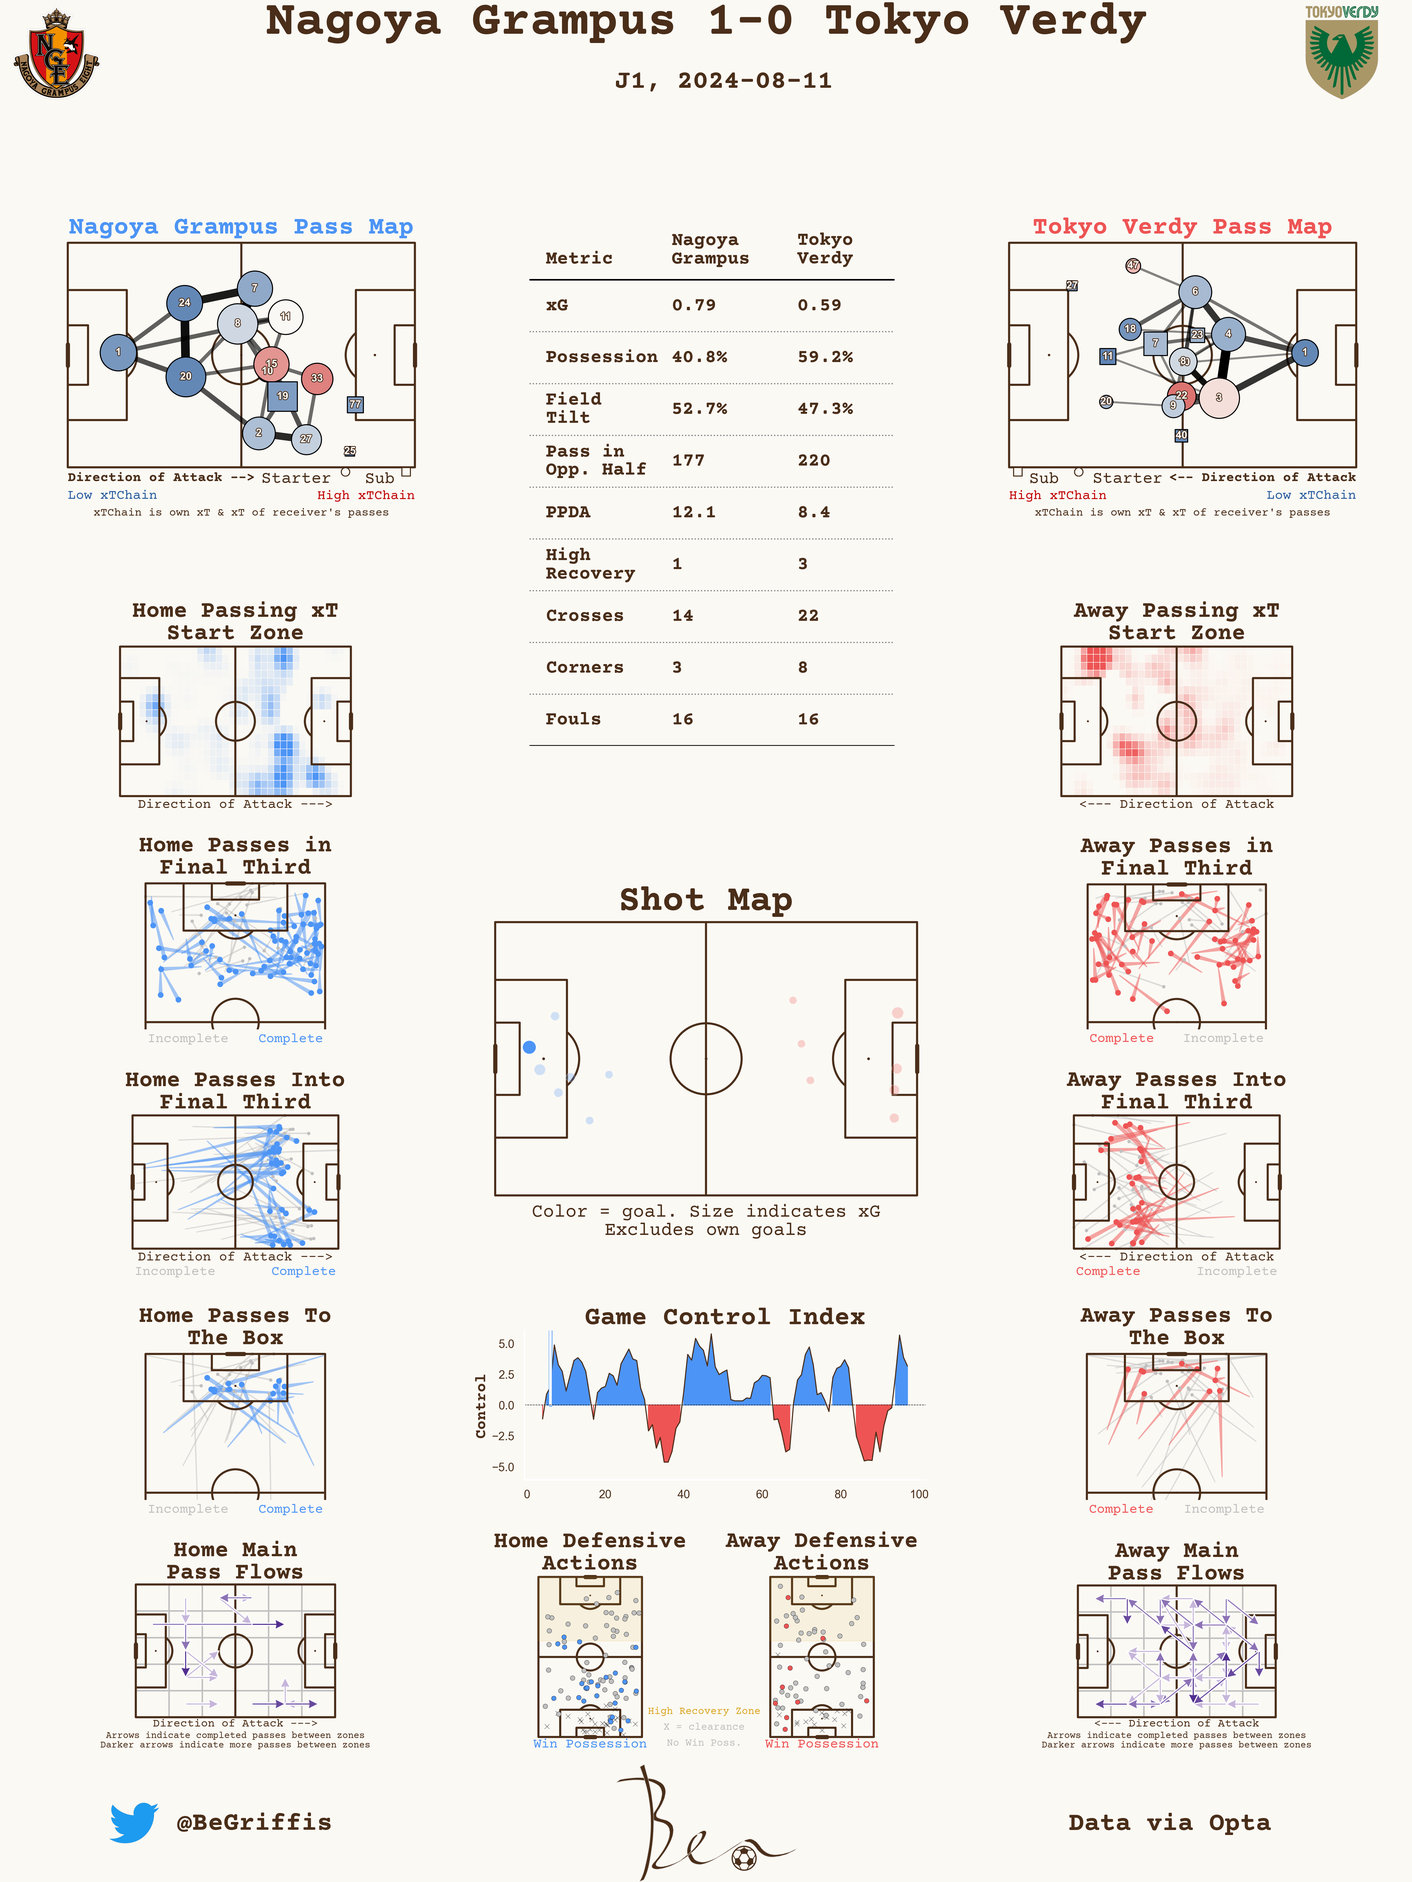 Nagoya Grampus 1-0 Tokyo Verdy
J1, 2024-08-11
NGE
NAGOYA GRAMPUS EIGHT
TOKYO VERDY
Nagoya Grampus Pass Map
24
7
8
11
1
15
10
20
33
19
77
2
27
25
Direction of Attack --> Starter Sub
Low xTChain High xTChain
xTChain is own xT & xT of receiver's passes
Metric Nagoya Grampus Tokyo Verdy
xG 0.79 0.59
Possession 40.8% 59.2%
Field Tilt 52.7% 47.3%
Pass in Opp. Half 177 220
PPDA 12.1 8.4
High Recovery 1 3
Crosses 14 22
Corners 3 8
Fouls 16 16
Tokyo Verdy Pass Map
47
27
6
18
23
4
7
11
8
1
22
3
20
9
40
Sub Starter <-- Direction of Attack
High xTChain Low xTChain
xTChain is own xT & xT of receiver's passes
Home Passing xT
Start Zone
Direction of Attack --->
Away Passing xT
Start Zone
<--- Direction of Attack
Home Passes in
Final Third
Incomplete Complete
Away Passes in
Final Third
Complete Incomplete
Shot Map
Color = goal. Size indicates xG
Excludes own goals
Home Passes Into
Final Third
Direction of Attack --->
Incomplete Complete
Away Passes Into
Final Third
<--- Direction of Attack
Complete Incomplete
Home Passes To
The Box
Incomplete Complete
Game Control Index
Control
5.0
2.5
0.0
−2.5
−5.0
0 20 40 60 80 100
Away Passes To
The Box
Complete Incomplete
Home Main
Pass Flows
Direction of Attack --->
Arrows indicate completed passes between zones
Darker arrows indicate more passes between zones
Home Defensive
Actions
Win Possession
Away Defensive
Actions
Win Possession
High Recovery Zone
X = clearance
No Win Poss.
Away Main
Pass Flows
<--- Direction of Attack
Arrows indicate completed passes between zones
Darker arrows indicate more passes between zones
@BeGriffis
Ben
Data via Opta